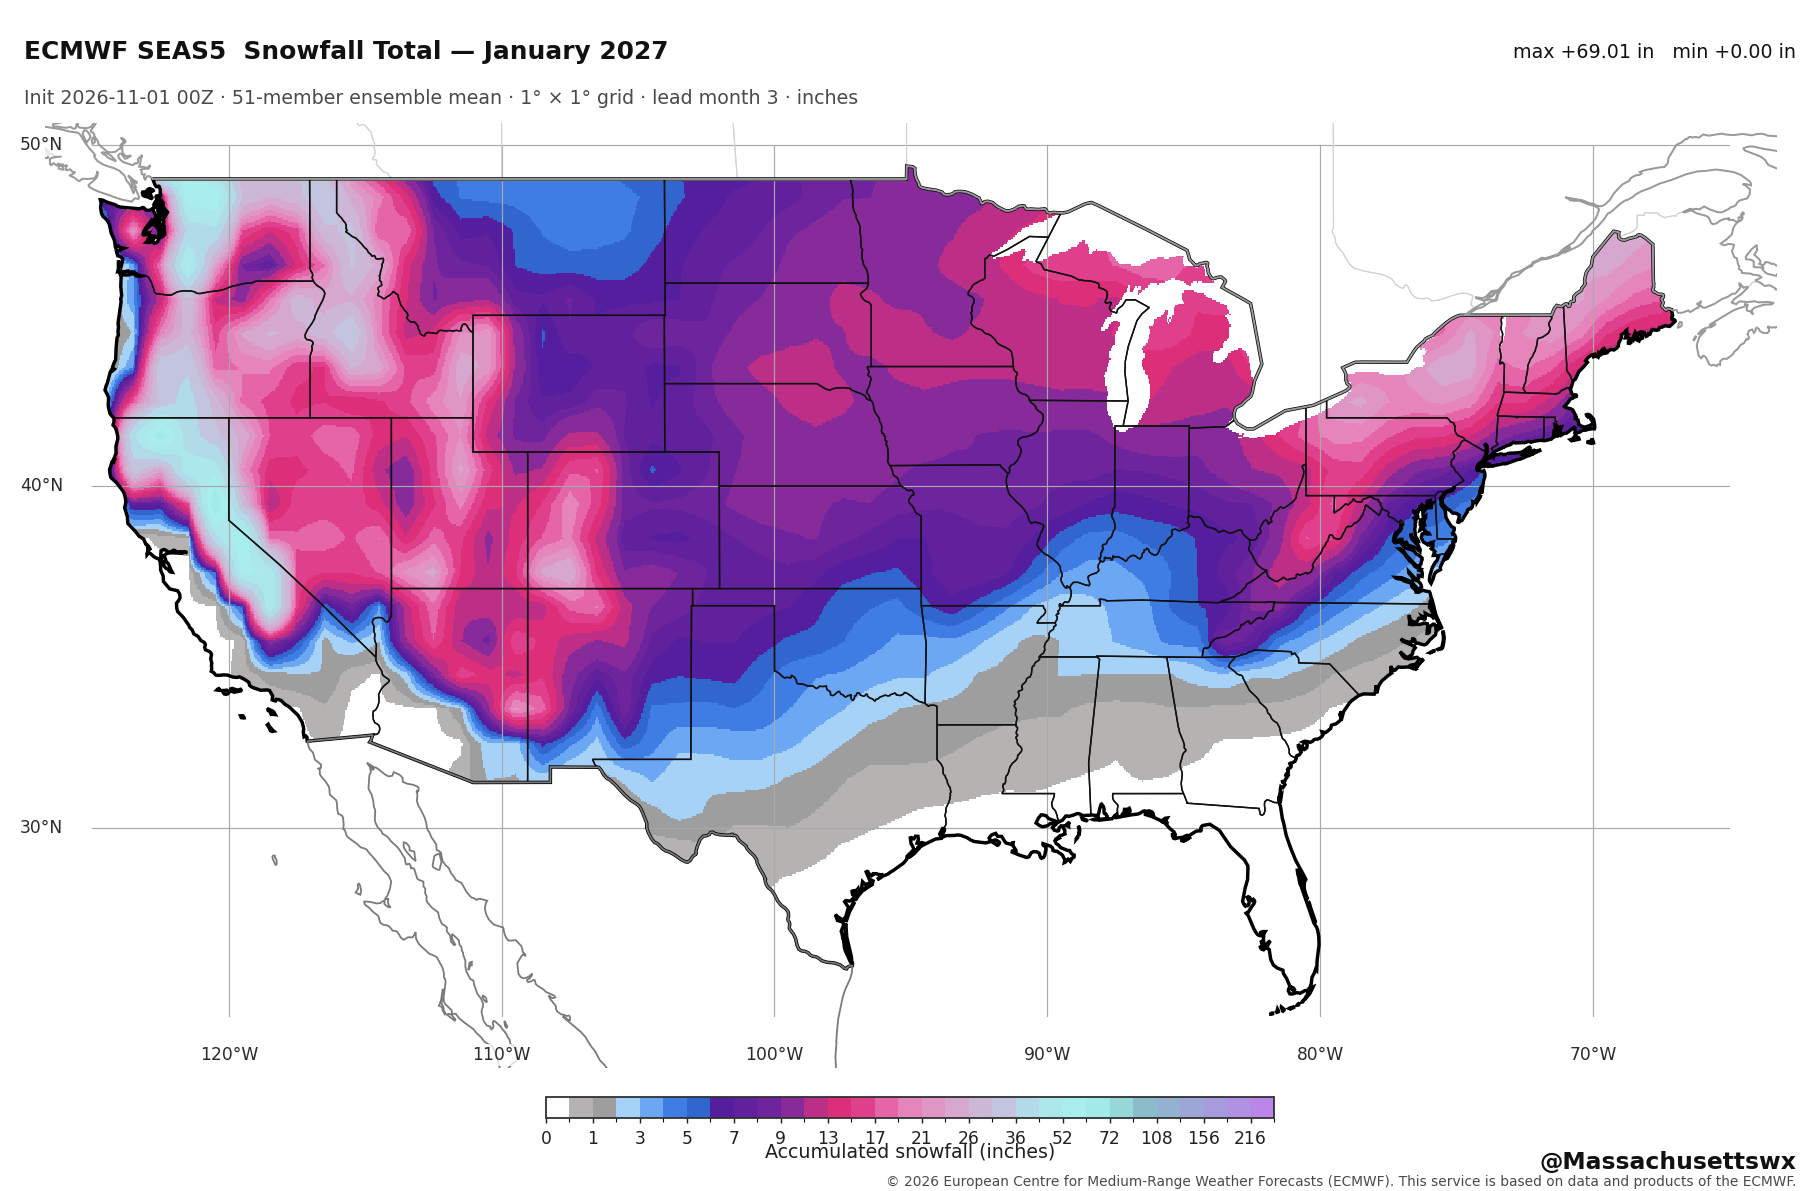 ECMWF SEAS5  Snowfall Total — January 2027
max +69.01 in   min +0.00 in
Init 2026-11-01 00Z · 51-member ensemble mean · 1° × 1° grid · lead month 3 · inches
50°N
40°N
30°N
120°W 110°W 100°W 90°W 80°W 70°W
0 1 3 5 7 9 13 17 21 26 36 52 72 108 156 216
Accumulated snowfall (inches)
@Massachusettswx
© 2026 European Centre for Medium-Range Weather Forecasts (ECMWF). This service is based on data and products of the ECMWF.